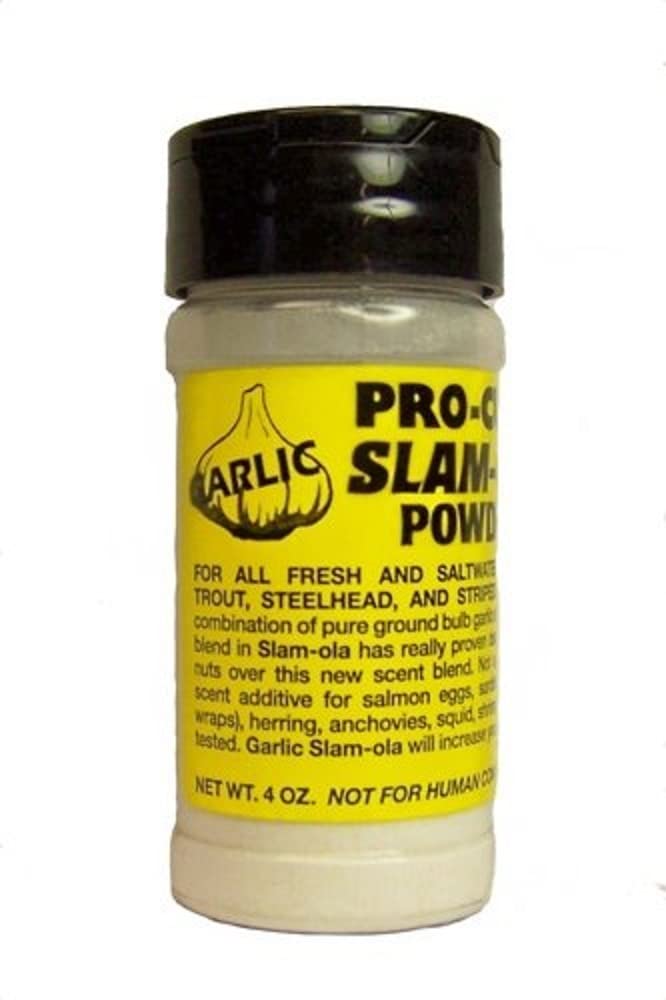 GARLIC
PRO-C
SLAM-
POWD
FOR ALL FRESH AND SALTWATE
TROUT, STEELHEAD, AND STRIPED
combination of pure ground bulb garlic
blend in Slam-ola has really proven
nuts over this new scent blend. Not
scent additive for salmon eggs,
wraps), herring, anchovies, squid,
tested. Garlic Slam-ola will increase
NET WT. 4 OZ. NOT FOR HUMAN CON